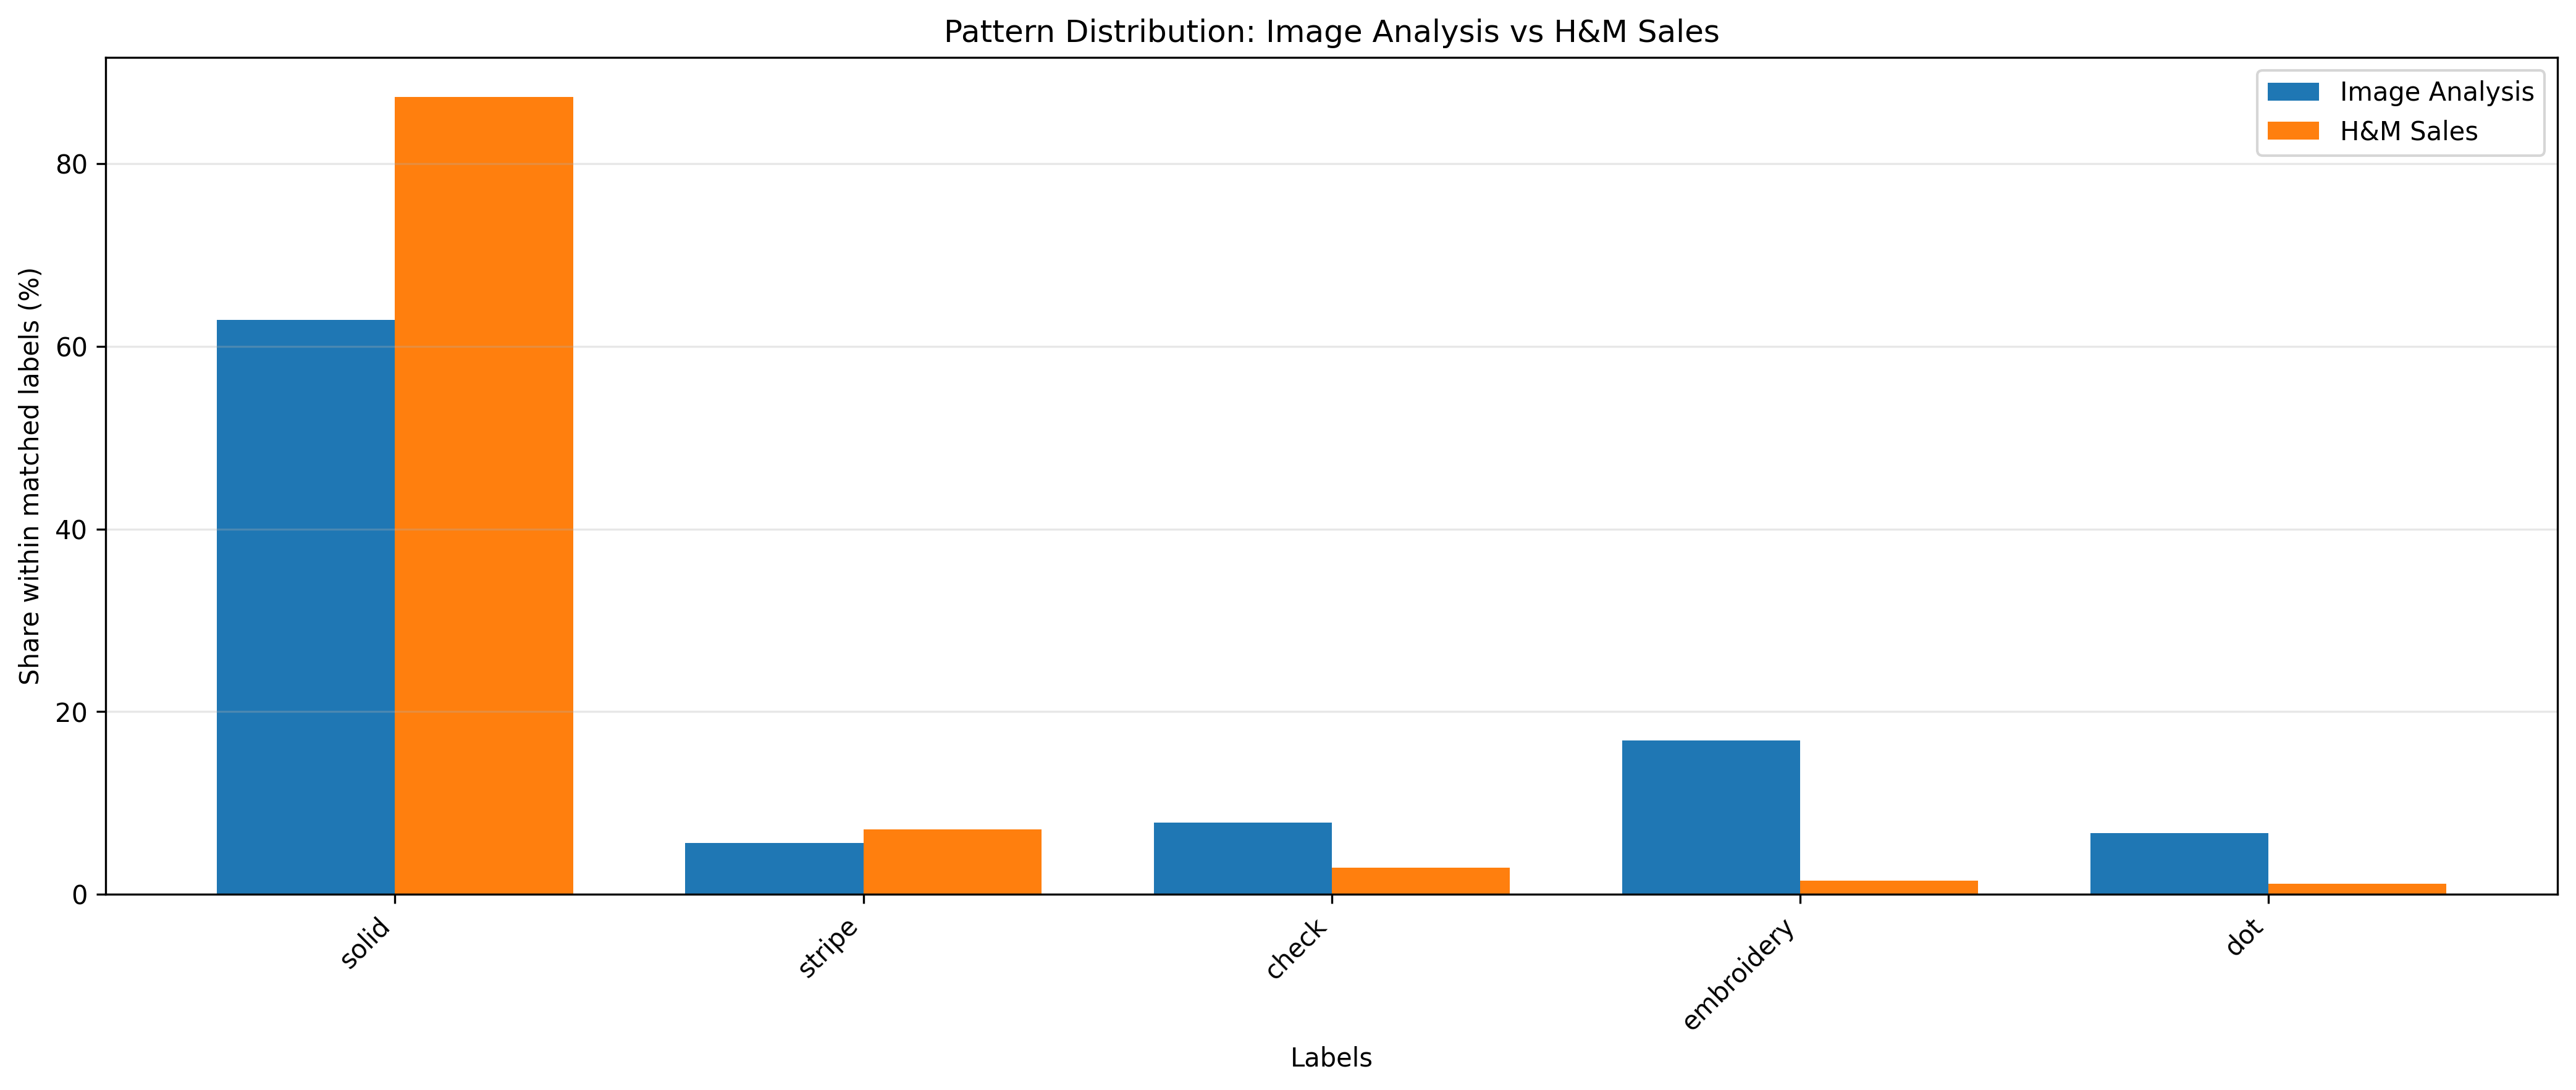 Pattern Distribution: Image Analysis vs H&M Sales
Image Analysis
H&M Sales
Share within matched labels (%)
80
60
40
20
0
solid
stripe
check
embroidery
dot
Labels